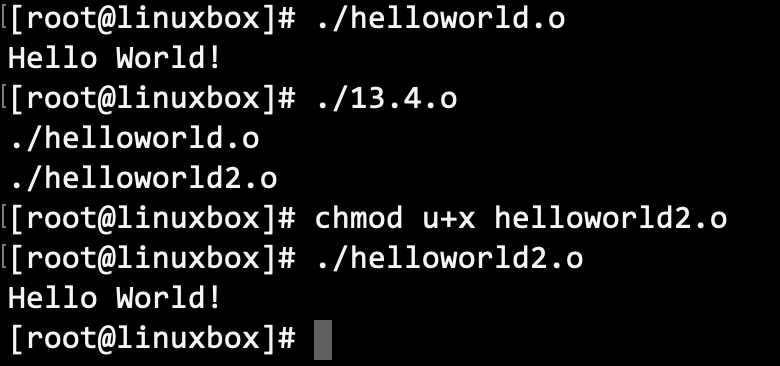 [[root@linuxbox]# ./helloworld.o
Hello World!
[[root@linuxbox]# ./13.4.o
./helloworld.o
./helloworld2.o
[[root@linuxbox]# chmod u+x helloworld2.o
[[root@linuxbox]# ./helloworld2.o
Hello World!
[root@linuxbox]#